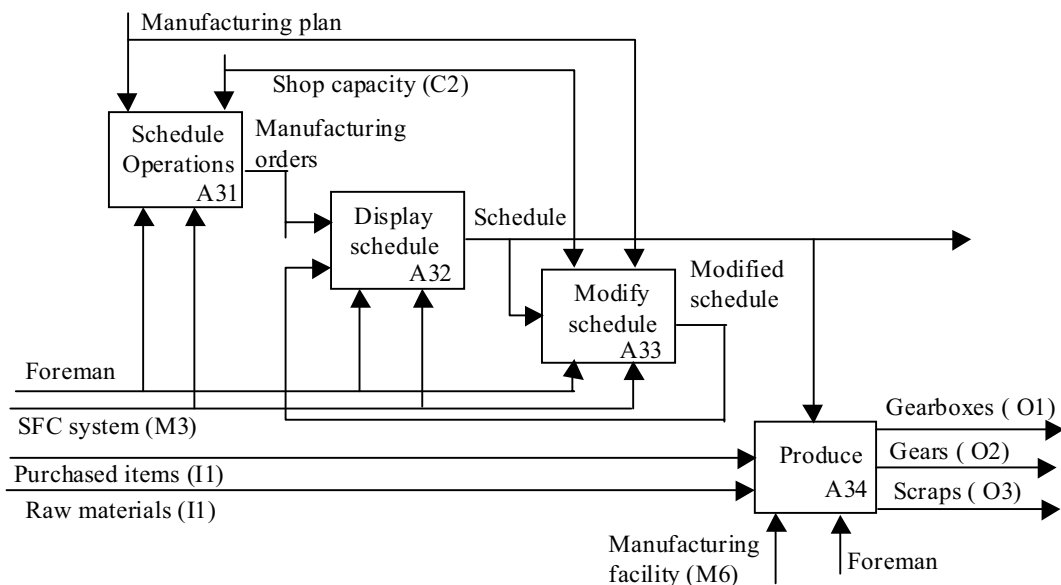 Manufacturing plan
Shop capacity (C2)
Schedule
Operations
A31
Manufacturing
orders
Display
schedule
A32
Schedule
Modify
schedule
A33
Modified
schedule
Foreman
SFC system (M3)
Purchased items (I1)
Raw materials (I1)
Produce
A34
Gearboxes ( O1)
Gears ( O2)
Scraps ( O3)
Manufacturing
facility (M6)
Foreman